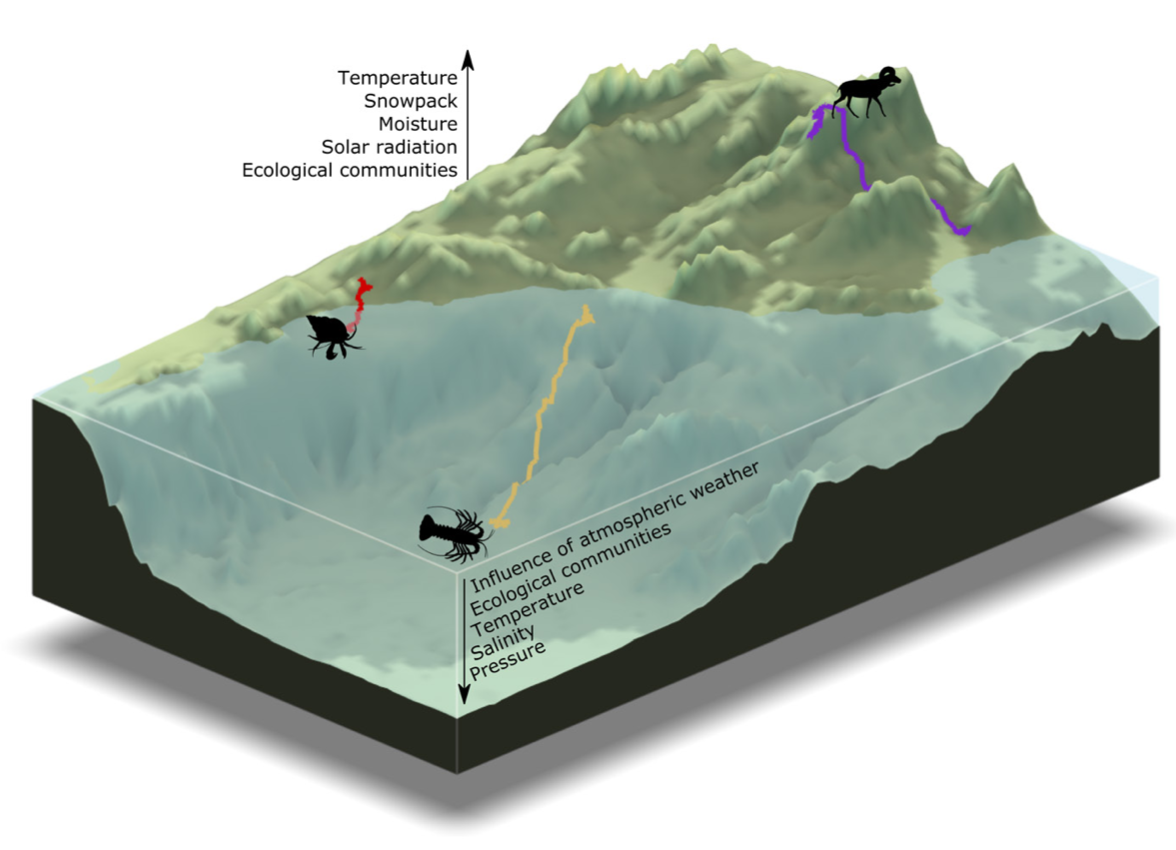 Temperature
Snowpack
Moisture
Solar radiation
Ecological communities
Influence of atmospheric weather
Ecological communities
Temperature
Salinity
Pressure